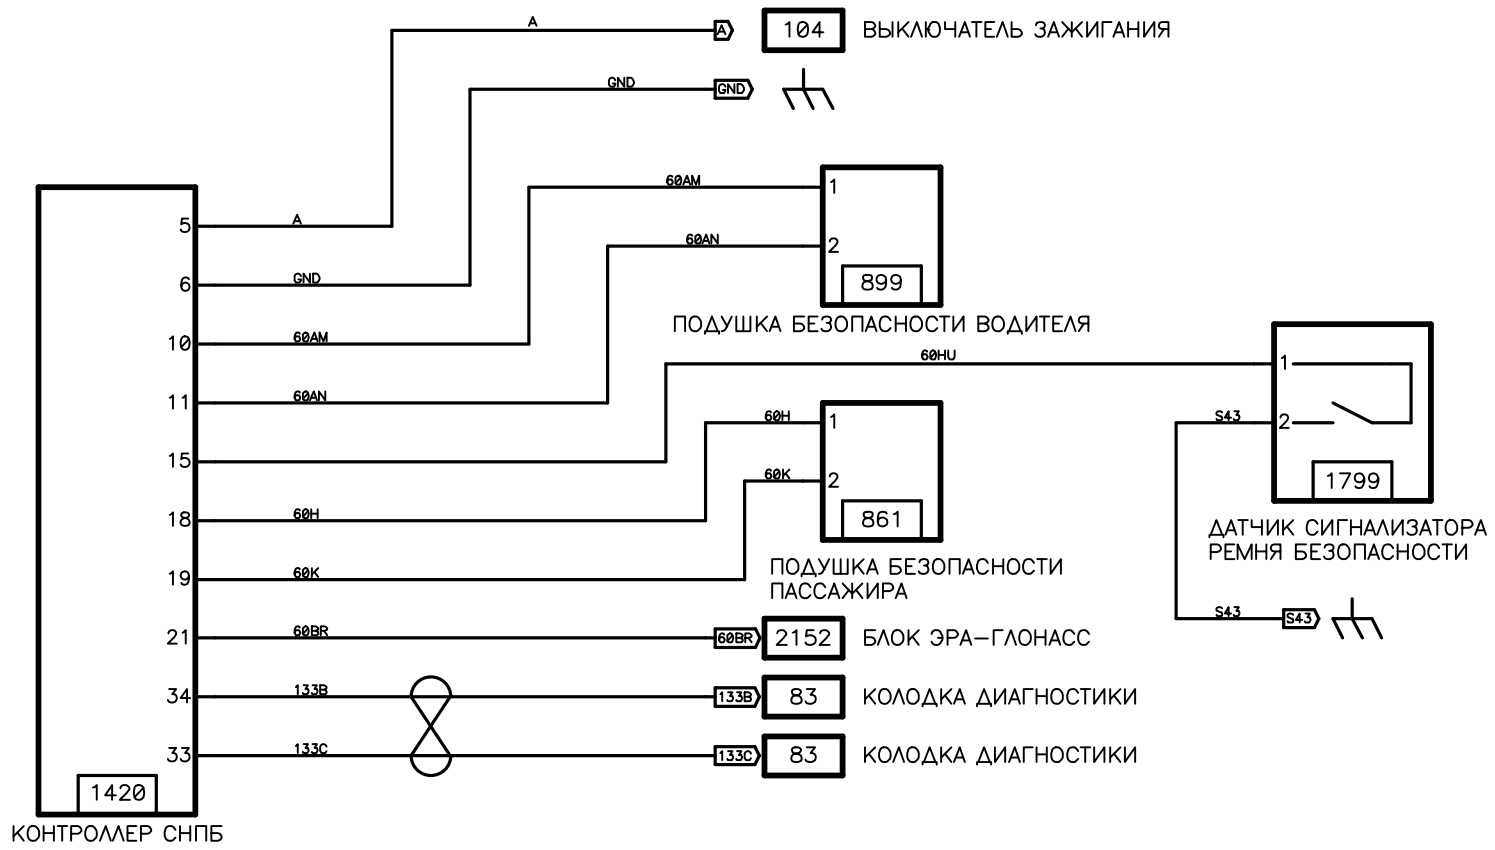 A
A 104 ВЫКЛЮЧАТЕЛЬ ЗАЖИГАНИЯ
GND GND
60AM 1
5 A
60AN 2
6 GND
899
ПОДУШКА БЕЗОПАСНОСТИ ВОДИТЕЛЯ
10 60AM
60HU 1
11 60AN
60H 1
S43 2
15
60K 2
1799
18 60H
861
ДАТЧИК СИГНАЛИЗАТОРА
РЕМНЯ БЕЗОПАСНОСТИ
19 60K
ПОДУШКА БЕЗОПАСНОСТИ
ПАССАЖИРА
S43 S43
21 60BR 60BR 2152 БЛОК ЭРА-ГЛОНАСС
34 133B 133B 83 КОЛОДКА ДИАГНОСТИКИ
33 133C 133C 83 КОЛОДКА ДИАГНОСТИКИ
1420
КОНТРОЛЛЕР СНПБ